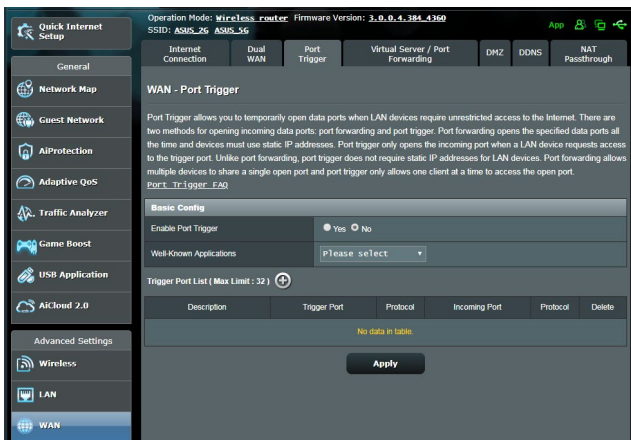 Quick Internet
Setup
General
Network Map
Guest Network
AiProtection
Adaptive QoS
Traffic Analyzer
Game Boost
USB Application
AiCloud 2.0
Advanced Settings
Wireless
LAN
WAN
Operation Mode: Wireless router Firmware Version: 3.0.0.4.384_4360
SSID: ASUS_2G ASUS_5G
App
Internet
Connection
Dual
WAN
Port
Trigger
Virtual Server / Port
Forwarding
DMZ
DDNS
NAT
Passthrough
WAN - Port Trigger
Port Trigger allows you to temporarily open data ports when LAN devices require unrestricted access to the Internet. There are
two methods for opening incoming data ports: port forwarding and port trigger. Port forwarding opens the specified data ports all
the time and devices must use static IP addresses. Port trigger only opens the incoming port when a LAN device requests access
to the trigger port. Unlike port forwarding, port trigger does not require static IP addresses for LAN devices. Port forwarding allows
multiple devices to share a single open port and port trigger only allows one client at a time to access the open port.
Port Trigger FAQ
Basic Config
Enable Port Trigger Yes No
Well-Known Applications Please select
Trigger Port List ( Max Limit : 32 )
Description Trigger Port Protocol Incoming Port Protocol Delete
No data in table.
Apply